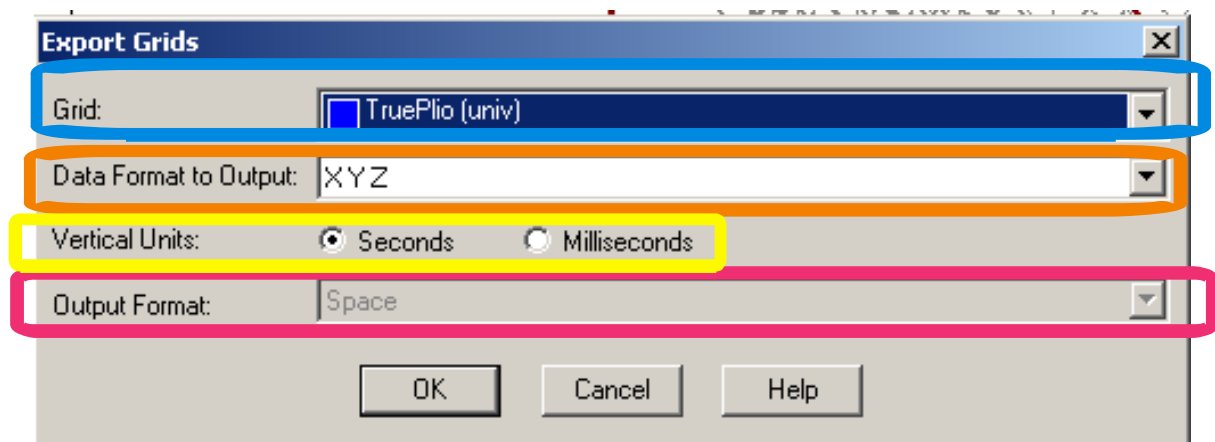 Export Grids
Grid: TruePlio (univ)
Data Format to Output: XYZ
Vertical Units: Seconds Milliseconds
Output Format: Space
OK Cancel Help